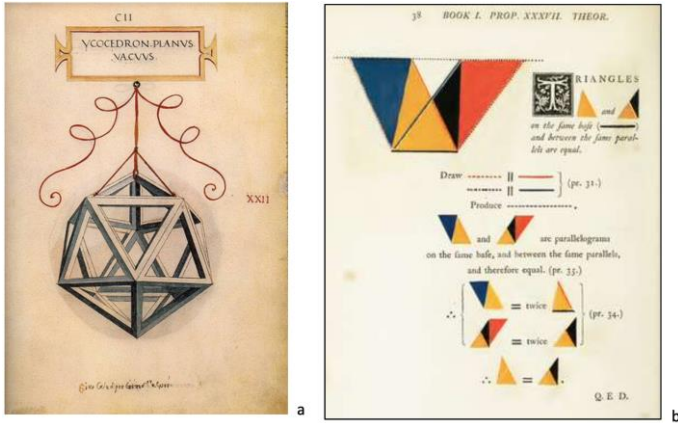 CII
YCOCEDRON·PLANVS
·VACVVS·
XXII
a
38 BOOK I. PROP. XXXVII. THEOR.
TRIANGLES
and
on the ſame baſe ( )
and between the ſame paral-
lels are equal.
Draw ∥
∥ } (pr. 31.)
Produce .
and are parallelograms
on the ſame baſe, and between the ſame parallels,
and therefore equal. (pr. 35.)
= twice
∴ { } (pr. 34.)
= twice
∴ = .
Q. E. D.
b